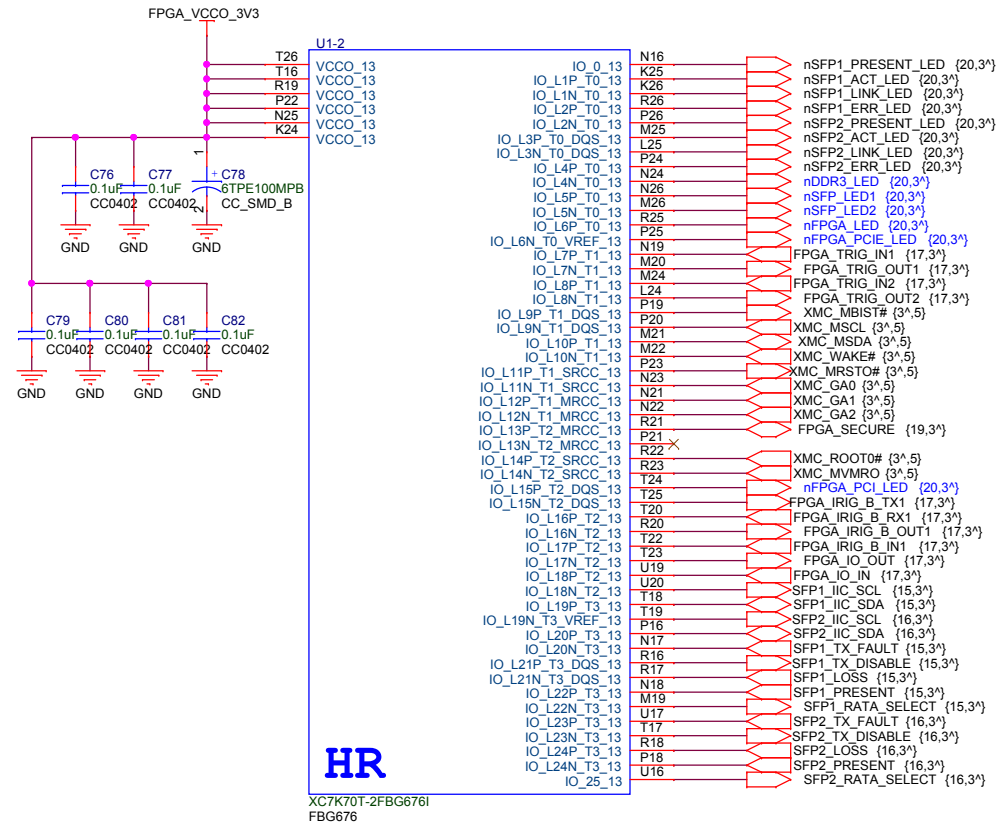 FPGA_VCCO_3V3
U1-2
T26 VCCO_13
T16 VCCO_13
R19 VCCO_13
P22 VCCO_13
N25 VCCO_13
K24 VCCO_13
1
2
+
C76
0.1uF
CC0402
GND
C77
0.1uF
CC0402
GND
C78
6TPE100MPB
CC_SMD_B
GND
C79
0.1uF
CC0402
GND
C80
0.1uF
CC0402
GND
C81
0.1uF
CC0402
GND
C82
0.1uF
CC0402
GND
IO_0_13 N16 nSFP1_PRESENT_LED {20,3^}
IO_L1P_T0_13 K25 nSFP1_ACT_LED {20,3^}
IO_L1N_T0_13 K26 nSFP1_LINK_LED {20,3^}
IO_L2P_T0_13 R26 nSFP1_ERR_LED {20,3^}
IO_L2N_T0_13 P26 nSFP2_PRESENT_LED {20,3^}
IO_L3P_T0_DQS_13 M25 nSFP2_ACT_LED {20,3^}
IO_L3N_T0_DQS_13 L25 nSFP2_LINK_LED {20,3^}
IO_L4P_T0_13 P24 nSFP2_ERR_LED {20,3^}
IO_L4N_T0_13 N24 nDDR3_LED {20,3^}
IO_L5P_T0_13 N26 nSFP_LED1 {20,3^}
IO_L5N_T0_13 M26 nSFP_LED2 {20,3^}
IO_L6P_T0_13 R25 nFPGA_LED {20,3^}
IO_L6N_T0_VREF_13 P25 nFPGA_PCIE_LED {20,3^}
IO_L7P_T1_13 N19 FPGA_TRIG_IN1 {17,3^}
IO_L7N_T1_13 M20 FPGA_TRIG_OUT1 {17,3^}
IO_L8P_T1_13 M24 FPGA_TRIG_IN2 {17,3^}
IO_L8N_T1_13 L24 FPGA_TRIG_OUT2 {17,3^}
IO_L9P_T1_DQS_13 P19 XMC_MBIST# {3^,5}
IO_L9N_T1_DQS_13 P20 XMC_MSCL {3^,5}
IO_L10P_T1_13 M21 XMC_MSDA {3^,5}
IO_L10N_T1_13 M22 XMC_WAKE# {3^,5}
IO_L11P_T1_SRCC_13 P23 XMC_MRSTO# {3^,5}
IO_L11N_T1_SRCC_13 N23 XMC_GA0 {3^,5}
IO_L12P_T1_MRCC_13 N21 XMC_GA1 {3^,5}
IO_L12N_T1_MRCC_13 N22 XMC_GA2 {3^,5}
IO_L13P_T2_MRCC_13 R21 FPGA_SECURE {19,3^}
IO_L13N_T2_MRCC_13 P21
IO_L14P_T2_SRCC_13 R22 XMC_ROOT0# {3^,5}
IO_L14N_T2_SRCC_13 R23 XMC_MVMRO {3^,5}
IO_L15P_T2_DQS_13 T24 nFPGA_PCI_LED {20,3^}
IO_L15N_T2_DQS_13 T25 FPGA_IRIG_B_TX1 {17,3^}
IO_L16P_T2_13 T20 FPGA_IRIG_B_RX1 {17,3^}
IO_L16N_T2_13 R20 FPGA_IRIG_B_OUT1 {17,3^}
IO_L17P_T2_13 T22 FPGA_IRIG_B_IN1 {17,3^}
IO_L17N_T2_13 T23 FPGA_IO_OUT {17,3^}
IO_L18P_T2_13 U19 FPGA_IO_IN {17,3^}
IO_L18N_T2_13 U20 SFP1_IIC_SCL {15,3^}
IO_L19P_T3_13 T18 SFP1_IIC_SDA {15,3^}
IO_L19N_T3_VREF_13 T19 SFP2_IIC_SCL {16,3^}
IO_L20P_T3_13 P16 SFP2_IIC_SDA {16,3^}
IO_L20N_T3_13 N17 SFP1_TX_FAULT {15,3^}
IO_L21P_T3_DQS_13 R16 SFP1_TX_DISABLE {15,3^}
IO_L21N_T3_DQS_13 R17 SFP1_LOSS {15,3^}
IO_L22P_T3_13 N18 SFP1_PRESENT {15,3^}
IO_L22N_T3_13 M19 SFP1_RATA_SELECT {15,3^}
IO_L23P_T3_13 U17 SFP2_TX_FAULT {16,3^}
IO_L23N_T3_13 T17 SFP2_TX_DISABLE {16,3^}
IO_L24P_T3_13 R18 SFP2_LOSS {16,3^}
IO_L24N_T3_13 P18 SFP2_PRESENT {16,3^}
IO_25_13 U16 SFP2_RATA_SELECT {16,3^}
HR
XC7K70T-2FBG676I
FBG676